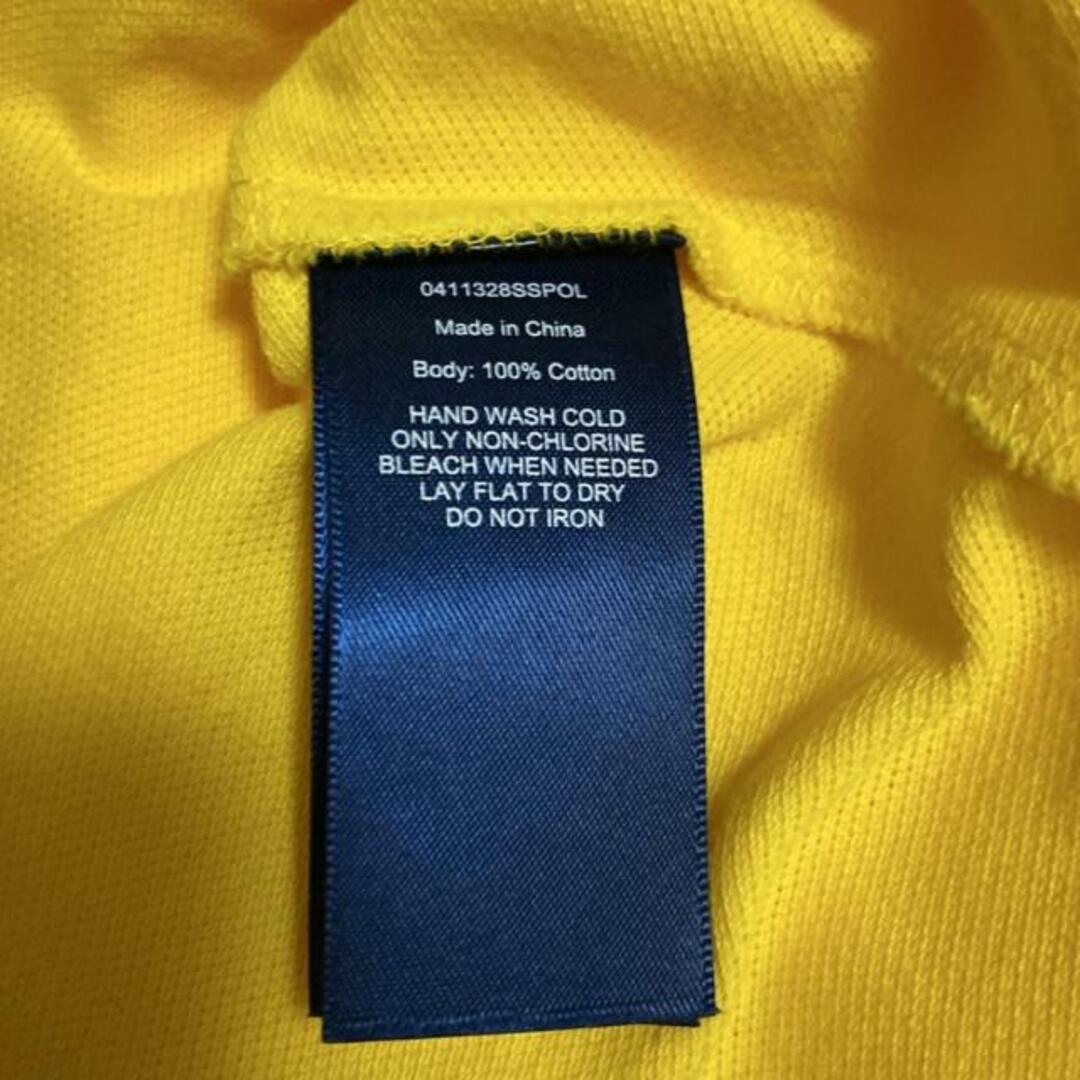 0411328SSPOL
Made in China
Body: 100% Cotton
HAND WASH COLD
ONLY NON-CHLORINE
BLEACH WHEN NEEDED
LAY FLAT TO DRY
DO NOT IRON